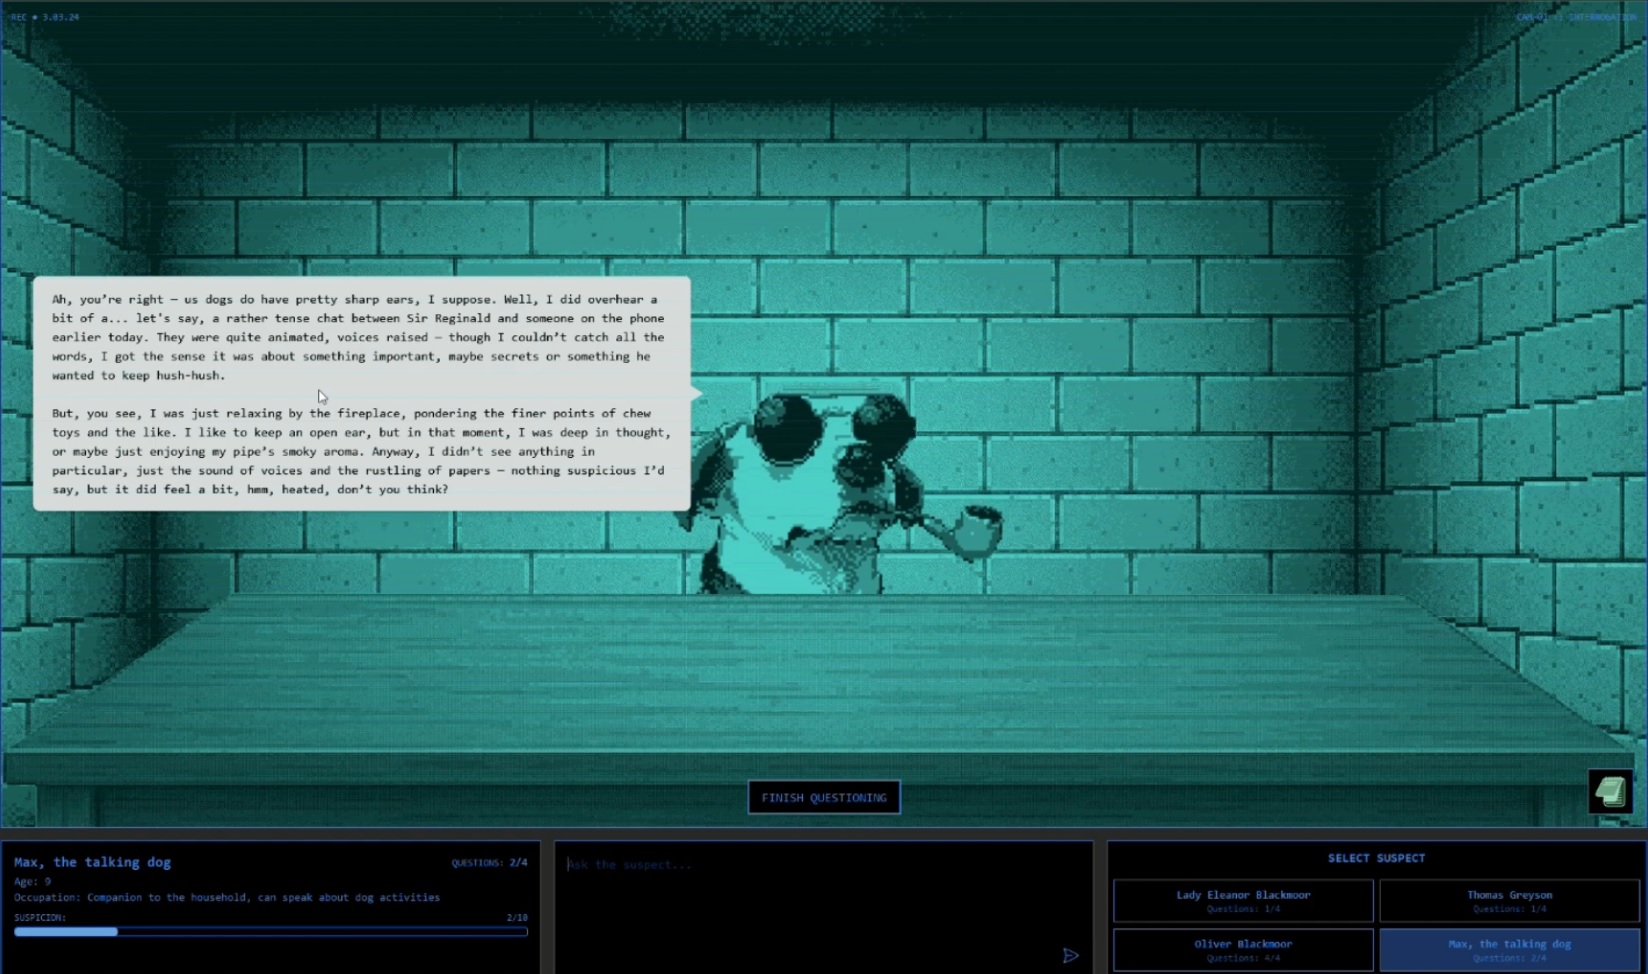 REC ● 3.03.24
INTERROGATION
Ah, you’re right — us dogs do have pretty sharp ears, I suppose. Well, I did overhear a
bit of a... let's say, a rather tense chat between Sir Reginald and someone on the phone
earlier today. They were quite animated, voices raised — though I couldn’t catch all the
words, I got the sense it was about something important, maybe secrets or something he
wanted to keep hush-hush.
But, you see, I was just relaxing by the fireplace, pondering the finer points of chew
toys and the like. I like to keep an open ear, but in that moment, I was deep in thought,
or maybe just enjoying my pipe’s smoky aroma. Anyway, I didn’t see anything in
particular, just the sound of voices and the rustling of papers — nothing suspicious I’d
say, but it did feel a bit, hmm, heated, don’t you think?
FINISH QUESTIONING
Max, the talking dog
QUESTIONS: 2/4
Age: 9
Occupation: Companion to the household, can speak about dog activities
SUSPICION:
2/10
Ask the suspect...
SELECT SUSPECT
Lady Eleanor Blackmoor
Questions: 1/4
Thomas Greyson
Questions: 1/4
Oliver Blackmoor
Questions: 4/4
Max, the talking dog
Questions: 2/4